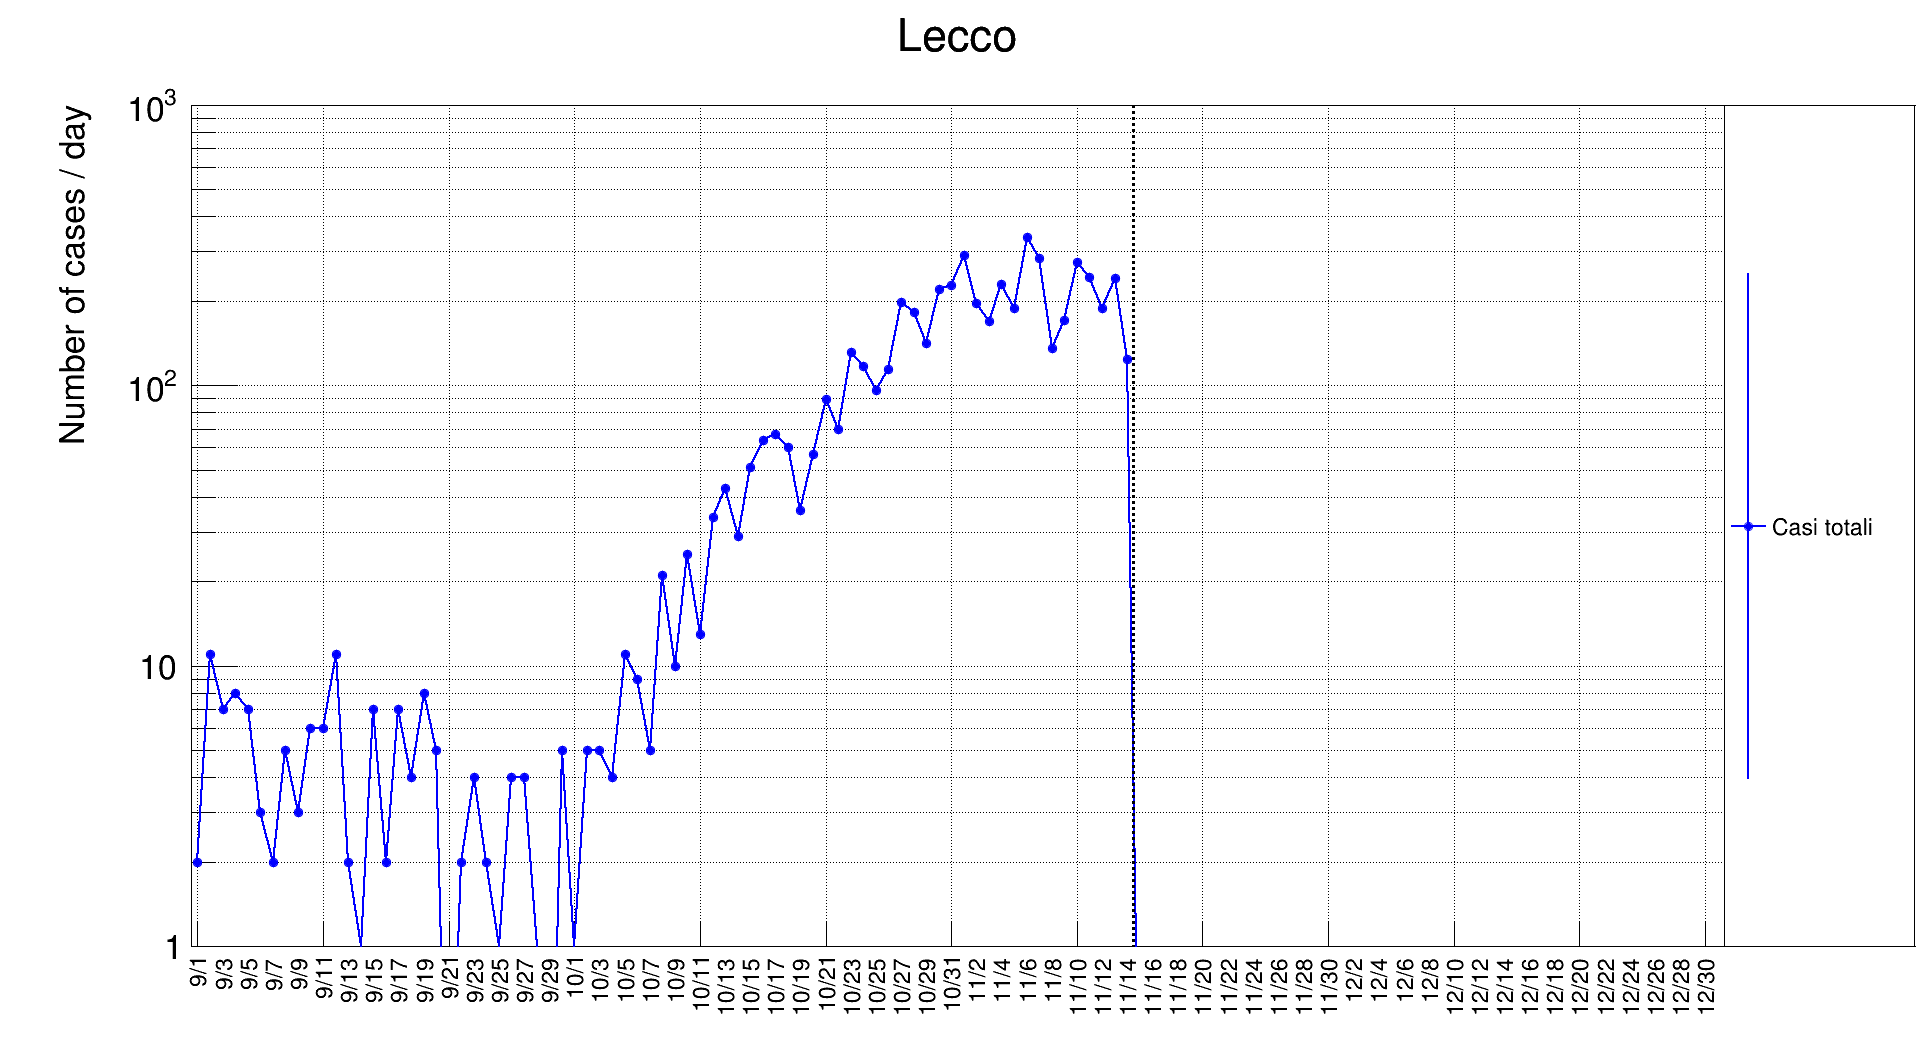 Lecco
Number of cases / day
10³
10²
10
1
9/1 9/3 9/5 9/7 9/9 9/11 9/13 9/15 9/17 9/19 9/21 9/23 9/25 9/27 9/29 10/1 10/3 10/5 10/7 10/9 10/11 10/13 10/15 10/17 10/19 10/21 10/23 10/25 10/27 10/29 10/31 11/2 11/4 11/6 11/8 11/10 11/12 11/14 11/16 11/18 11/20 11/22 11/24 11/26 11/28 11/30 12/2 12/4 12/6 12/8 12/10 12/12 12/14 12/16 12/18 12/20 12/22 12/24 12/26 12/28 12/30
Casi totali